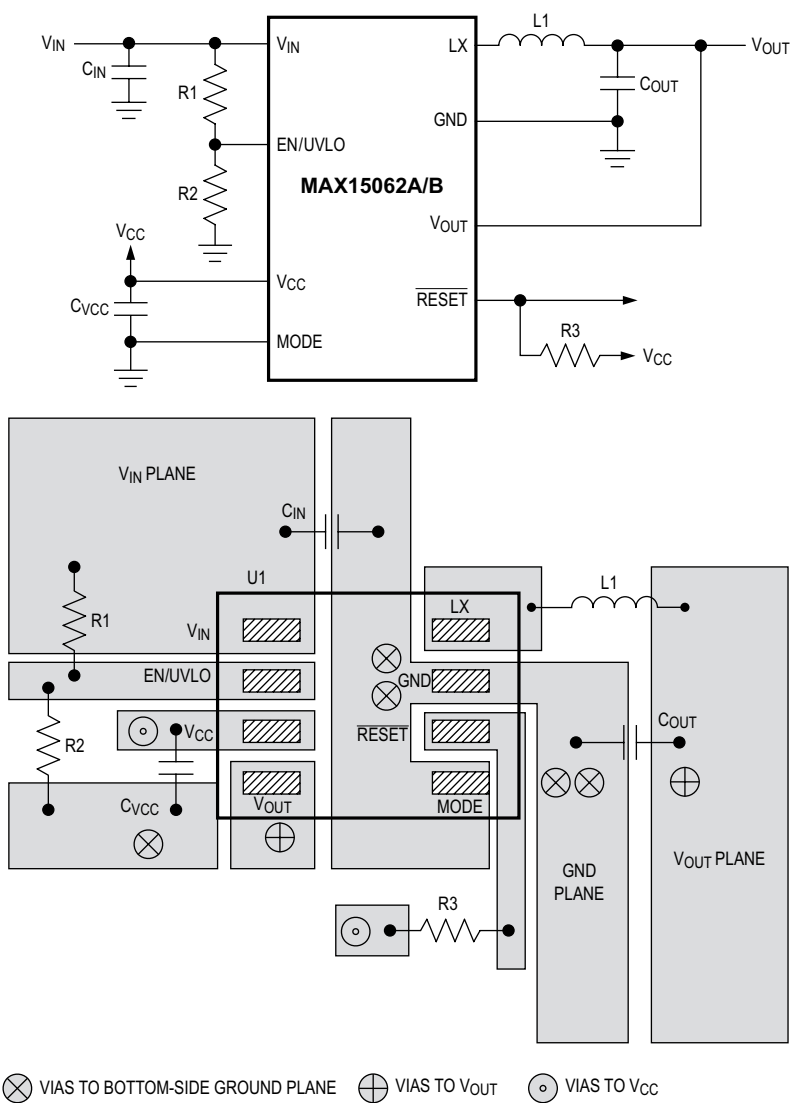 L1
VIN
VIN
LX
VOUT
CIN
COUT
R1
GND
EN/UVLO
MAX15062A/B
R2
VOUT
VCC
VCC
RESET
CVCC
R3
MODE
VCC
VIN PLANE
CIN
U1
L1
LX
R1
VIN
EN/UVLO
GND
COUT
R2
VCC
RESET
CVCC
VOUT
MODE
VOUT PLANE
GND
PLANE
R3
VIAS TO BOTTOM-SIDE GROUND PLANE
VIAS TO VOUT
VIAS TO VCC